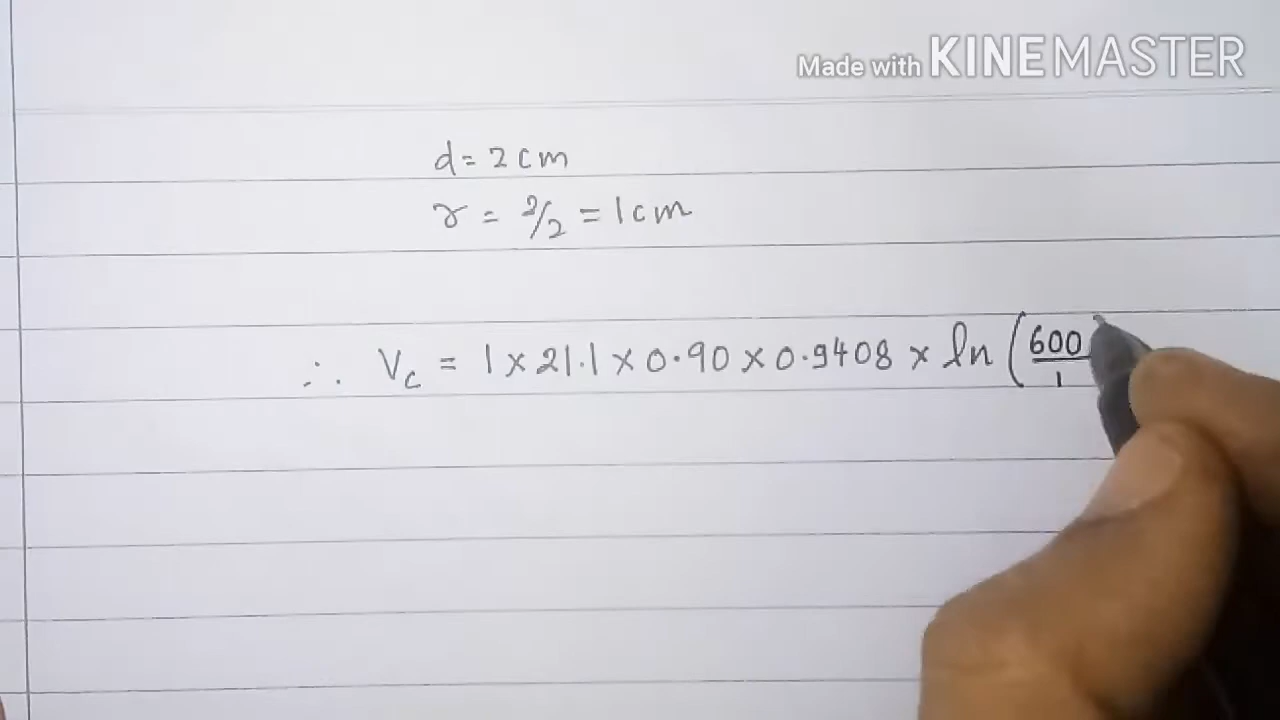 Made with KINEMASTER
d = 2 cm
r = 2/2 = 1 cm
∴ Vc = 1 × 21.1 × 0.90 × 0.9408 × ln (600/1